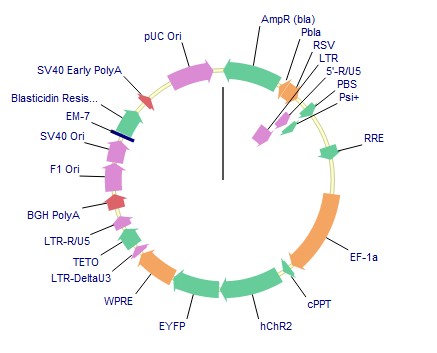 AmpR (bla)
Pbla
RSV
LTR
5'-R/U5
PBS
Psi+
RRE
EF-1a
cPPT
hChR2
EYFP
WPRE
LTR-DeltaU3
TETO
LTR-R/U5
BGH PolyA
F1 Ori
SV40 Ori
EM-7
Blasticidin Resis...
SV40 Early PolyA
pUC Ori